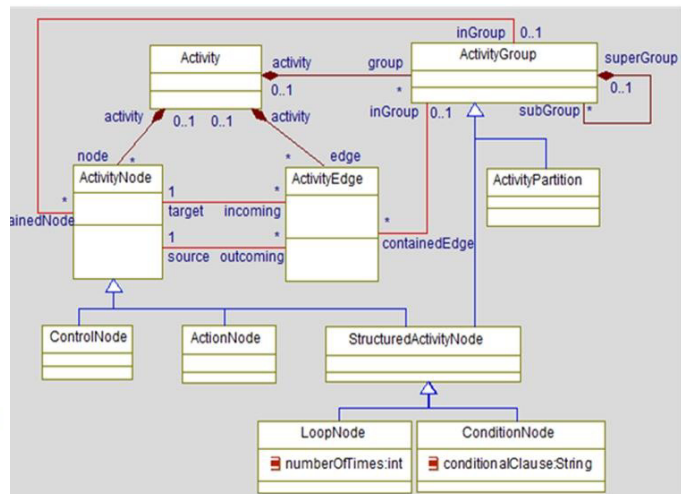 inGroup 0..1
Activity
activity
group
ActivityGroup
superGroup
0..1
*
0..1
activity
0..1
0..1
activity
inGroup
0..1
subGroup
*
node
*
*
edge
ActivityNode
ActivityEdge
ActivityPartition
1
*
target
incoming
*
ainedNode
*
containedEdge
1
*
source
outcoming
ControlNode
ActionNode
StructuredActivityNode
LoopNode
ConditionNode
numberOfTimes:int
conditionalClause:String